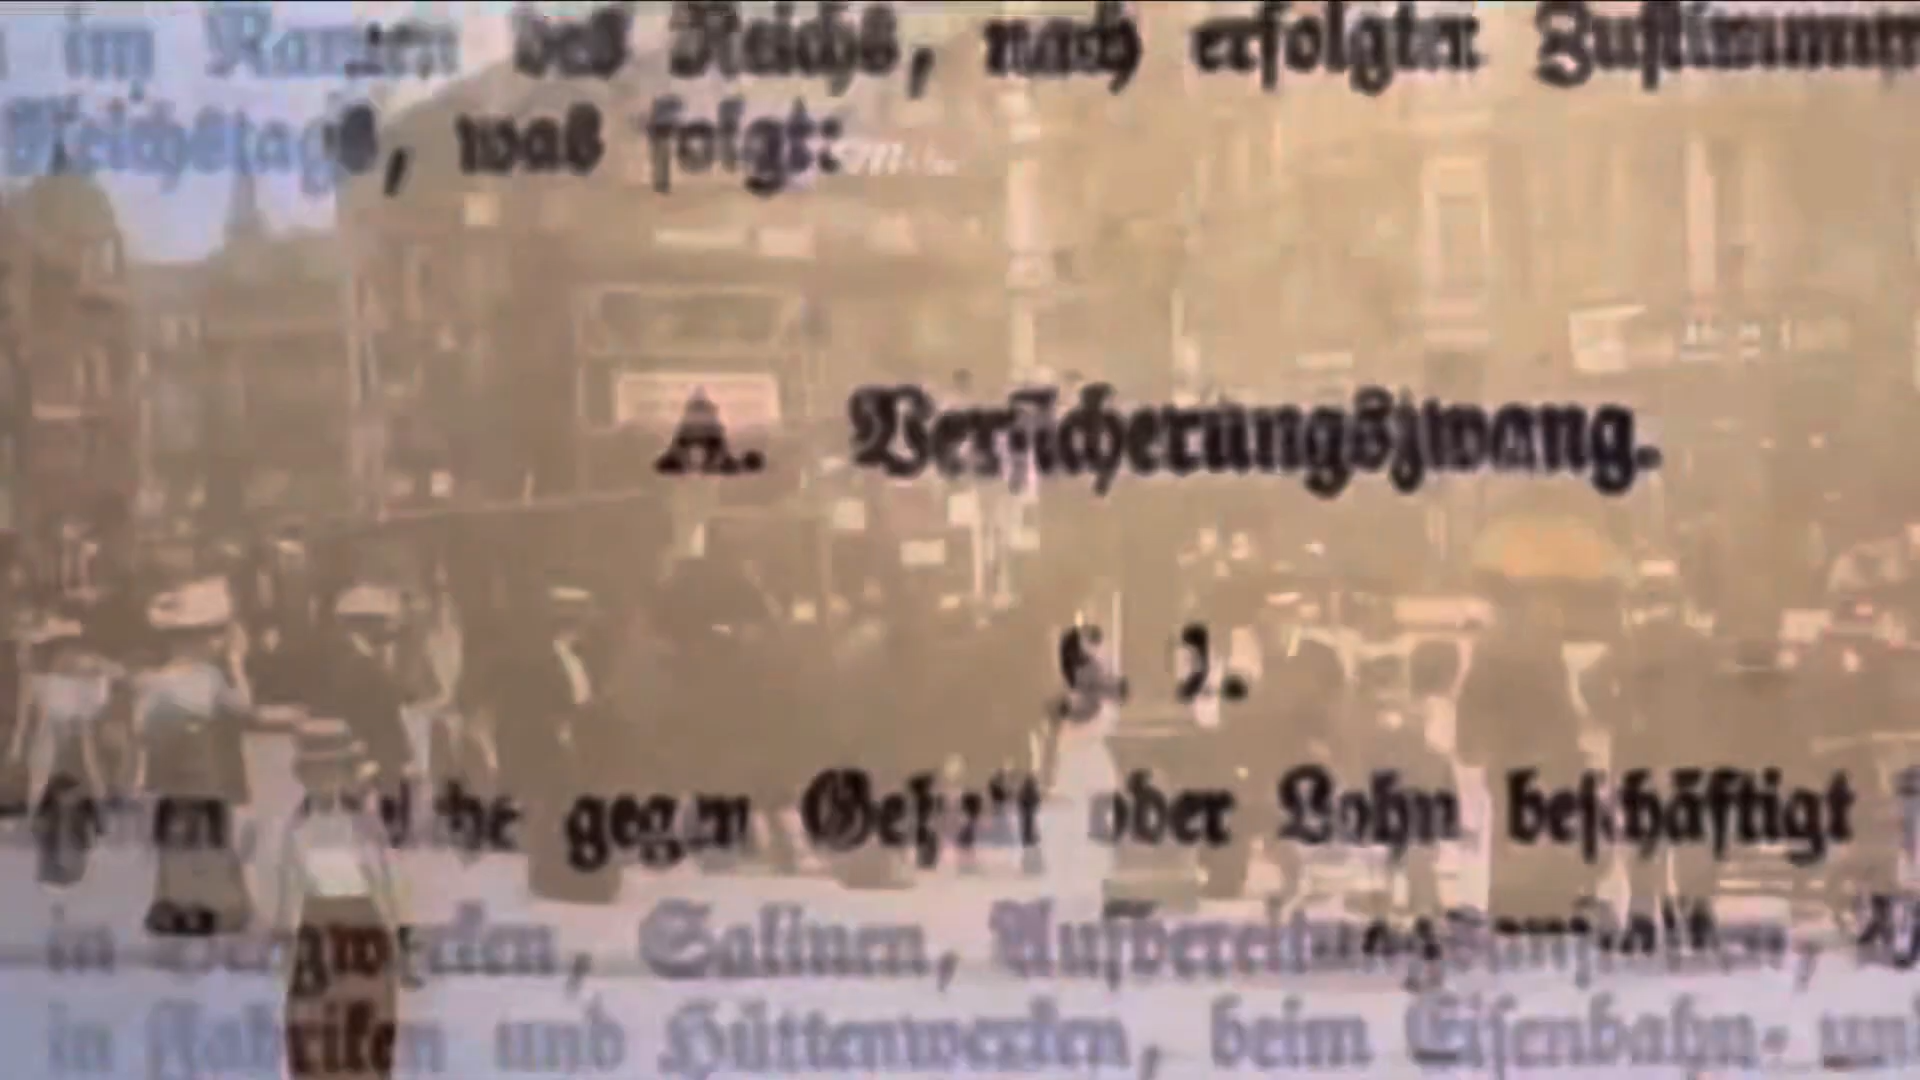 im Namen des Reichs, nach erfolgter
Reichstags, was folgt:
A. Versicherungszwang.
§. 1.
gegen Gehalt oder Lohn beschäftigt
in Bergwerken, Salinen, Aufbereitungsanstalten,
in Fabriken und Hüttenwerken, beim Eisenbahn-